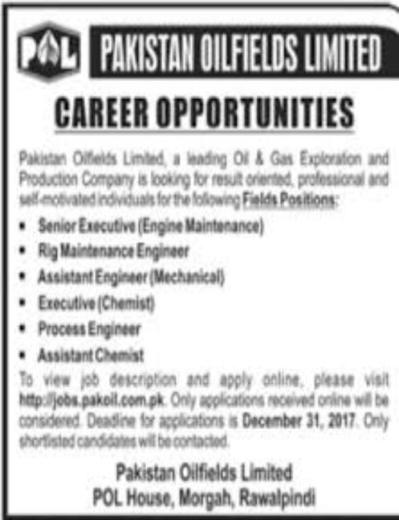 POL PAKISTAN OILFIELDS LIMITED
CAREER OPPORTUNITIES
Pakistan Oilfields Limited, a leading Oil & Gas Exploration and
Production Company is looking for result oriented, professional and
self-motivated individuals for the following Fields Positions:
▪ Senior Executive (Engine Maintenance)
▪ Rig Maintenance Engineer
▪ Assistant Engineer (Mechanical)
▪ Executive (Chemist)
▪ Process Engineer
▪ Assistant Chemist
To view job description and apply online, please visit
http://jobs.pakoil.com.pk. Only applications received online will be
considered. Deadline for applications is December 31, 2017. Only
shortlisted candidates will be contacted.
Pakistan Oilfields Limited
POL House, Morgah, Rawalpindi